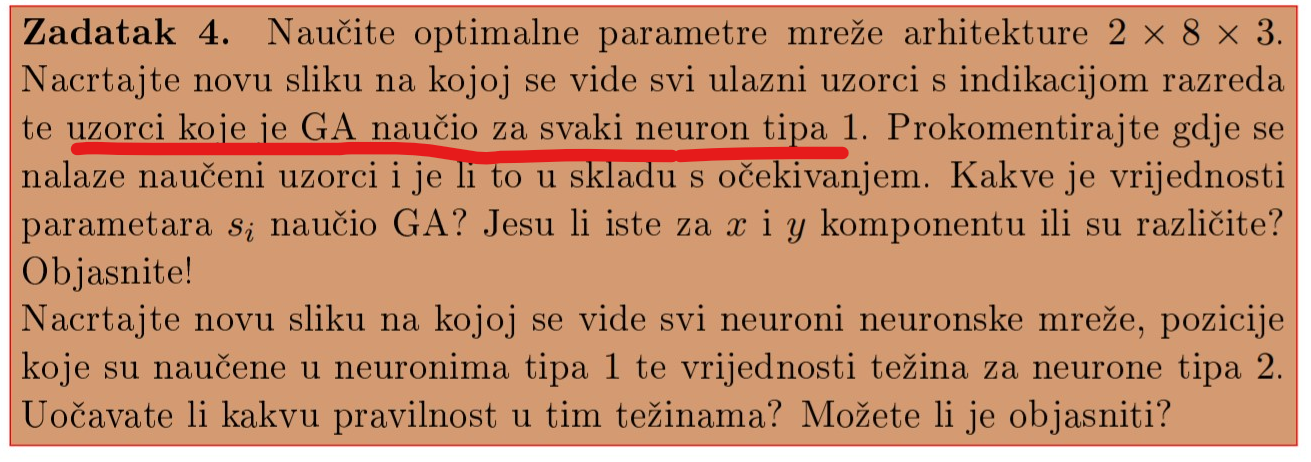 Zadatak 4. Naučite optimalne parametre mreže arhitekture 2 × 8 × 3.
Nacrtajte novu sliku na kojoj se vide svi ulazni uzorci s indikacijom razreda
te uzorci koje je GA naučio za svaki neuron tipa 1. Prokomentirajte gdje se
nalaze naučeni uzorci i je li to u skladu s očekivanjem. Kakve je vrijednosti
parametara sᵢ naučio GA? Jesu li iste za x i y komponentu ili su različite?
Objasnite!
Nacrtajte novu sliku na kojoj se vide svi neuroni neuronske mreže, pozicije
koje su naučene u neuronima tipa 1 te vrijednosti težina za neurone tipa 2.
Uočavate li kakvu pravilnost u tim težinama? Možete li je objasniti?